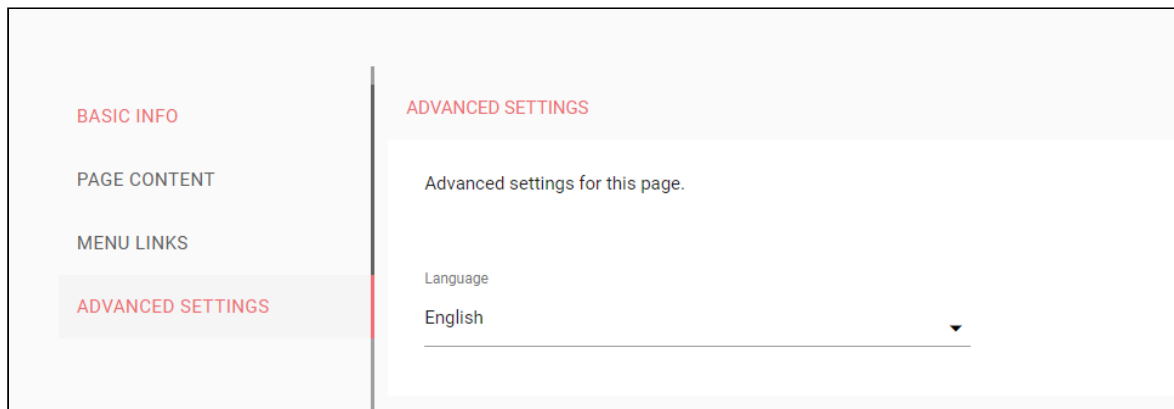 BASIC INFO
PAGE CONTENT
MENU LINKS
ADVANCED SETTINGS
ADVANCED SETTINGS
Advanced settings for this page.
Language
English